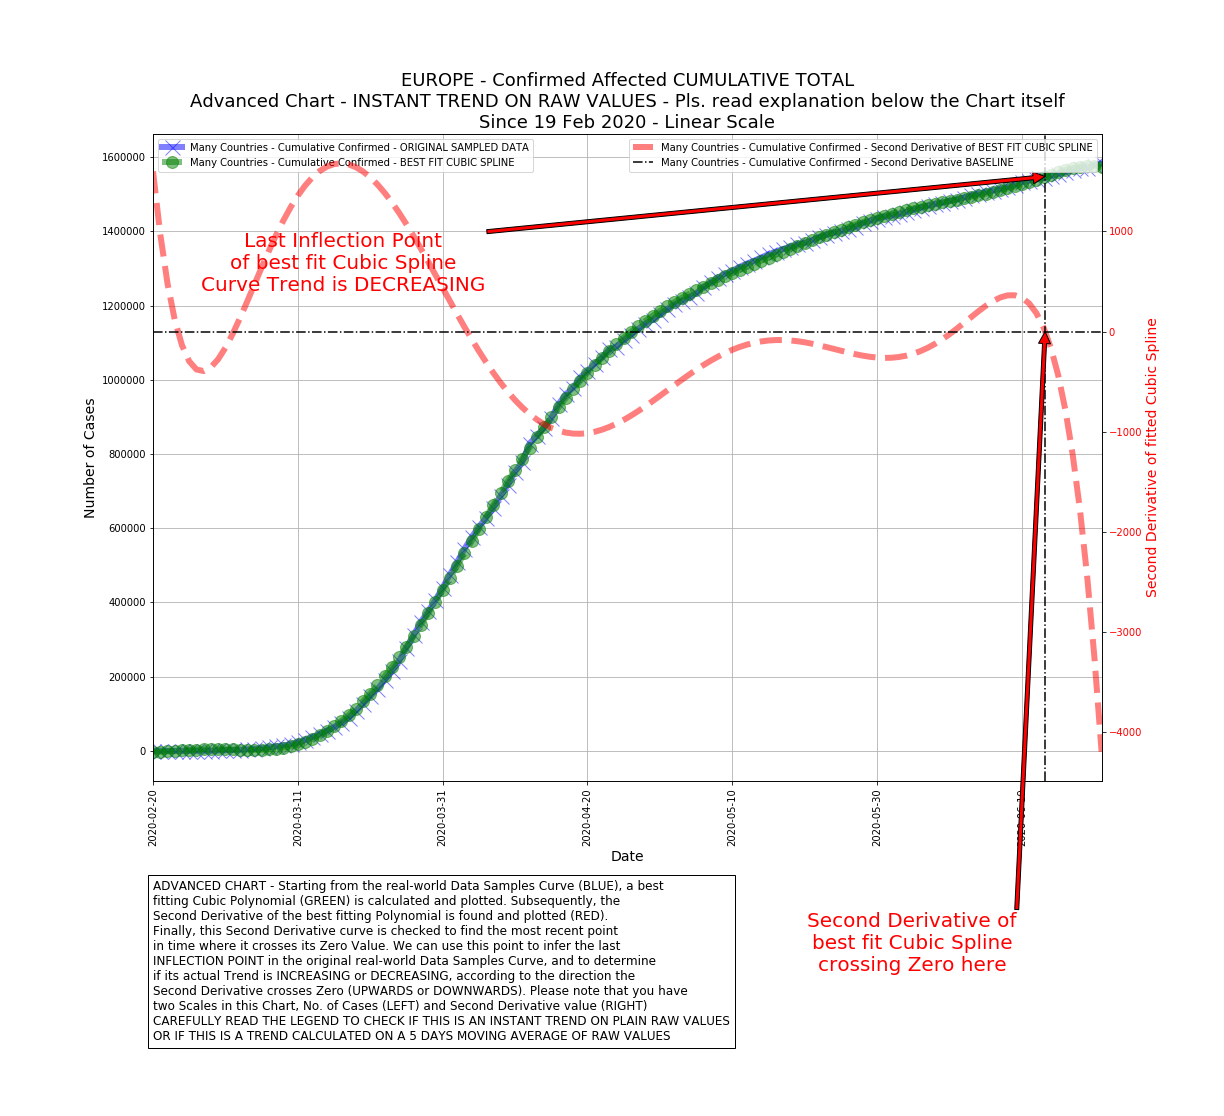 EUROPE - Confirmed Affected CUMULATIVE TOTAL
Advanced Chart - INSTANT TREND ON RAW VALUES - Pls. read explanation below the Chart itself
Since 19 Feb 2020 - Linear Scale
Many Countries - Cumulative Confirmed - ORIGINAL SAMPLED DATA
Many Countries - Cumulative Confirmed - BEST FIT CUBIC SPLINE
Many Countries - Cumulative Confirmed - Second Derivative of BEST FIT CUBIC SPLINE
Many Countries - Cumulative Confirmed - Second Derivative BASELINE
Number of Cases
1600000
1400000
1200000
1000000
800000
600000
400000
200000
0
Last Inflection Point
of best fit Cubic Spline
Curve Trend is DECREASING
1000
0
−1000
−2000
−3000
−4000
Second Derivative of fitted Cubic Spline
2020-02-20
2020-03-11
2020-03-31
2020-04-20
2020-05-10
2020-05-30
2020-06-19
Date
ADVANCED CHART - Starting from the real-world Data Samples Curve (BLUE), a best
fitting Cubic Polynomial (GREEN) is calculated and plotted. Subsequently, the
Second Derivative of the best fitting Polynomial is found and plotted (RED).
Finally, this Second Derivative curve is checked to find the most recent point
in time where it crosses its Zero Value. We can use this point to infer the last
INFLECTION POINT in the original real-world Data Samples Curve, and to determine
if its actual Trend is INCREASING or DECREASING, according to the direction the
Second Derivative crosses Zero (UPWARDS or DOWNWARDS). Please note that you have
two Scales in this Chart, No. of Cases (LEFT) and Second Derivative value (RIGHT)
CAREFULLY READ THE LEGEND TO CHECK IF THIS IS AN INSTANT TREND ON PLAIN RAW VALUES
OR IF THIS IS A TREND CALCULATED ON A 5 DAYS MOVING AVERAGE OF RAW VALUES
Second Derivative of
best fit Cubic Spline
crossing Zero here